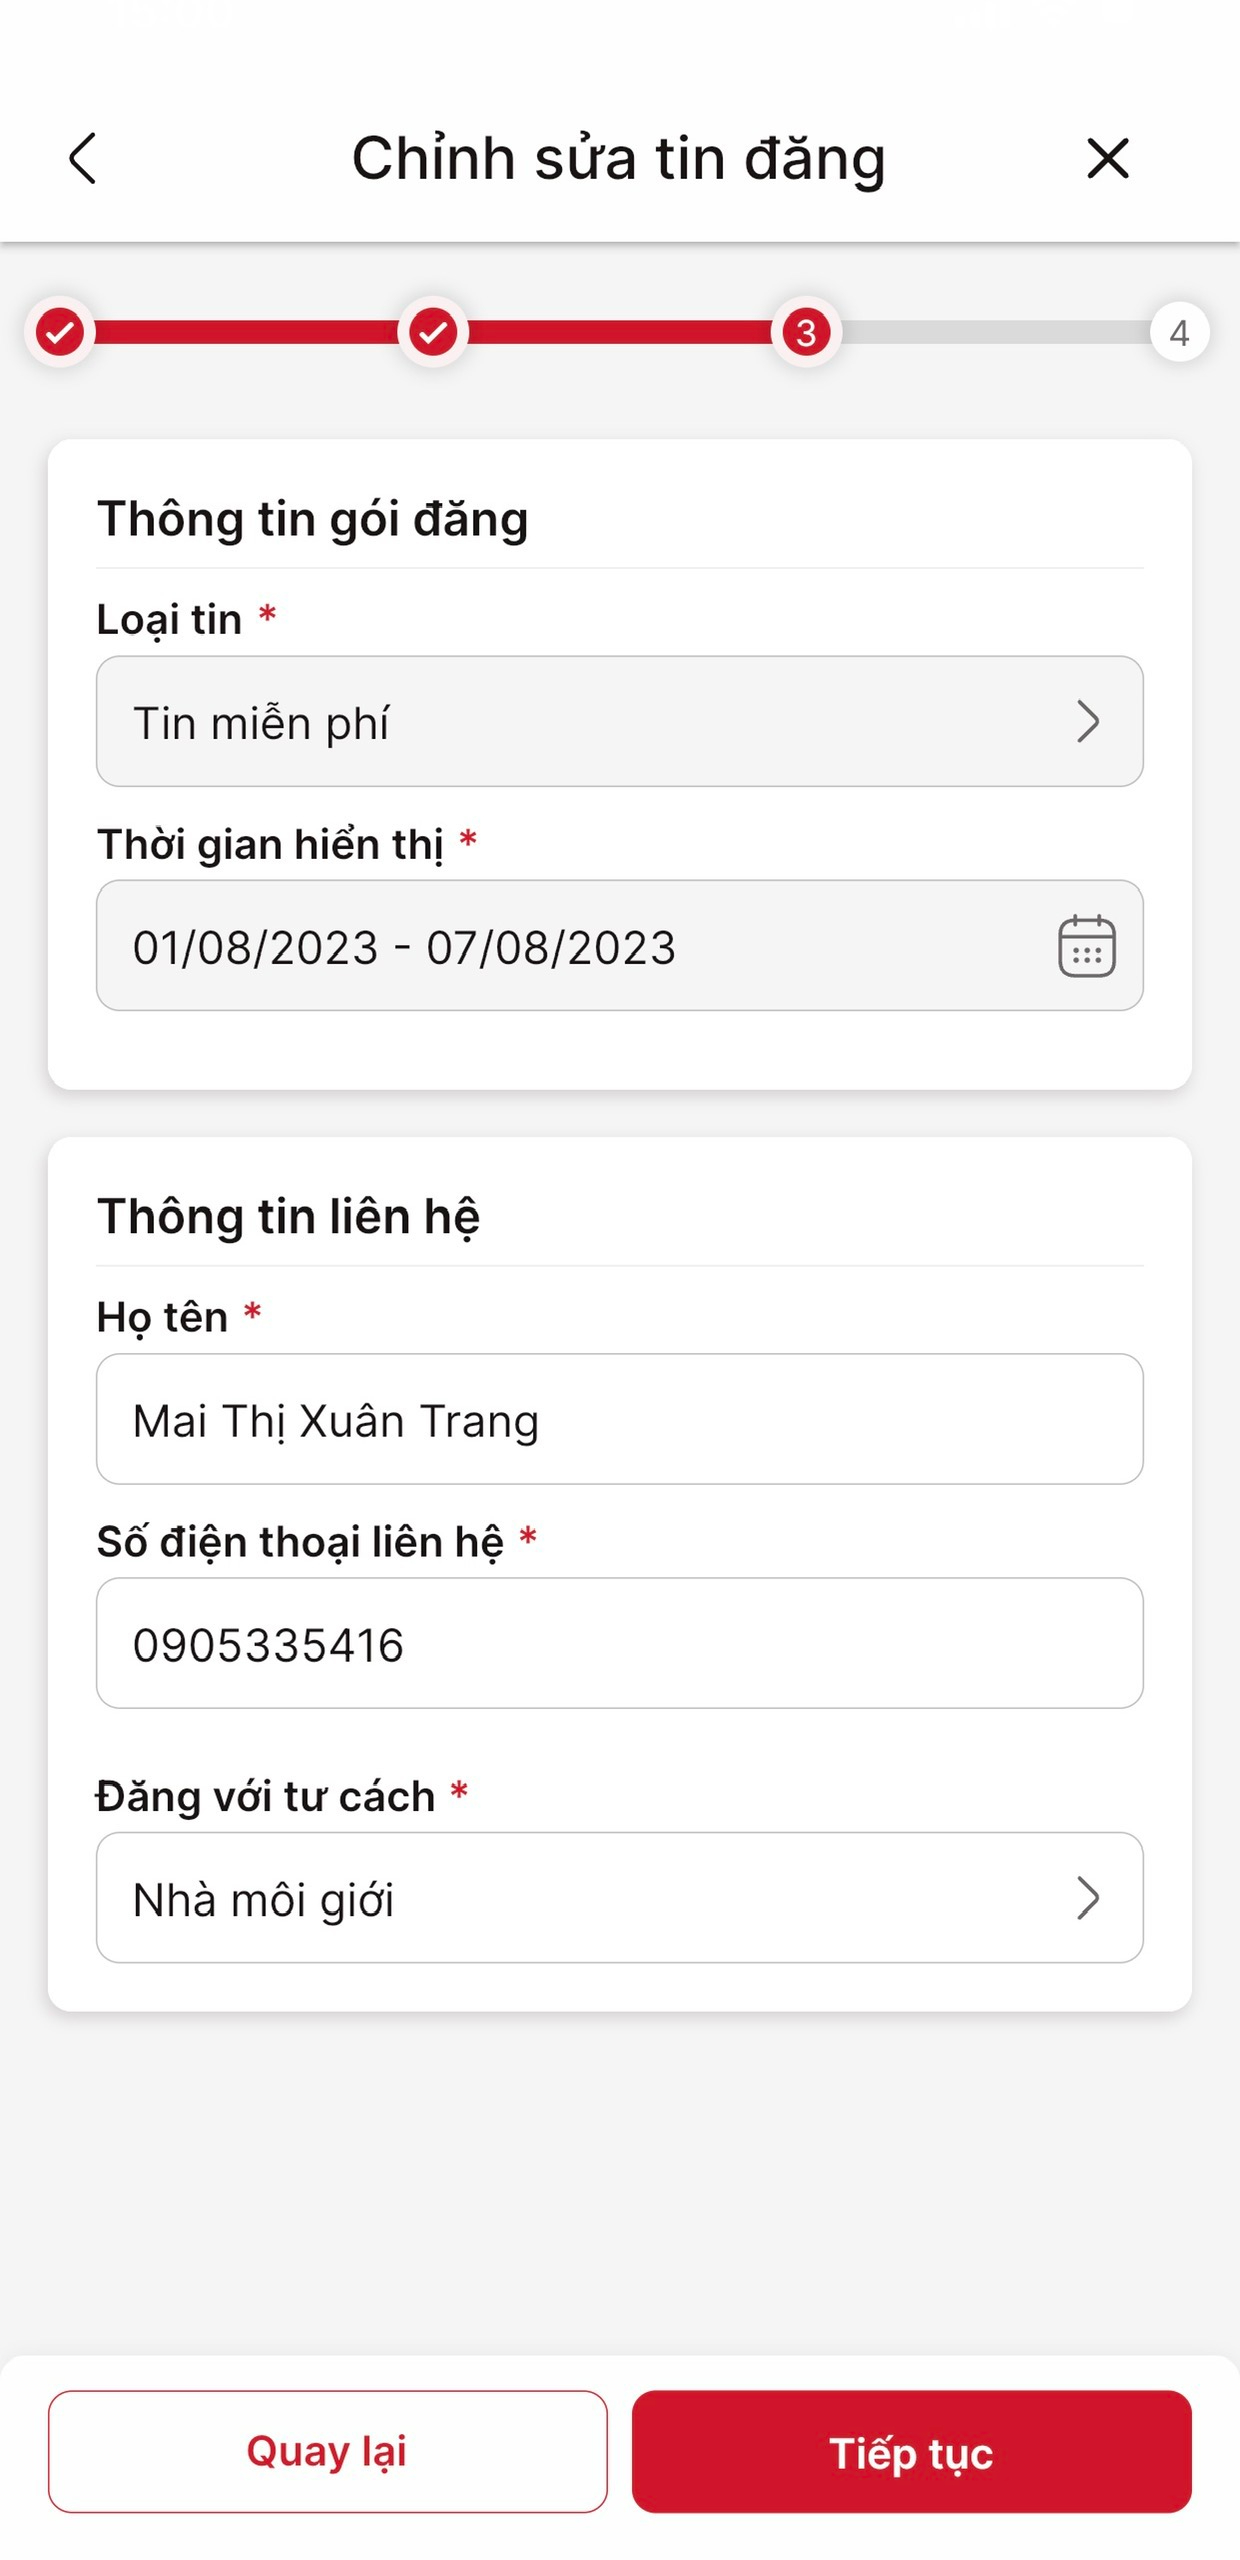 Chỉnh sửa tin đăng
3
4
Thông tin gói đăng
Loại tin *
Tin miễn phí
Thời gian hiển thị *
01/08/2023 - 07/08/2023
Thông tin liên hệ
Họ tên *
Mai Thị Xuân Trang
Số điện thoại liên hệ *
0905335416
Đăng với tư cách *
Nhà môi giới
Quay lại
Tiếp tục